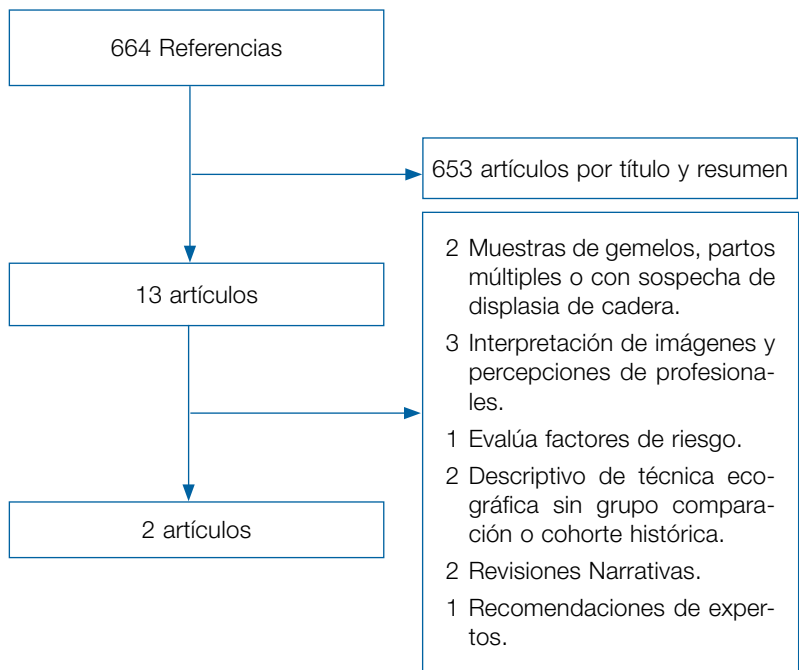 664 Referencias
653 artículos por título y resumen
13 artículos
2 Muestras de gemelos, partos
múltiples o con sospecha de
displasia de cadera.
3 Interpretación de imágenes y
percepciones de profesiona-
les.
1 Evalúa factores de riesgo.
2 Descriptivo de técnica eco-
gráfica sin grupo compara-
ción o cohorte histórica.
2 Revisiones Narrativas.
1 Recomendaciones de exper-
tos.
2 artículos